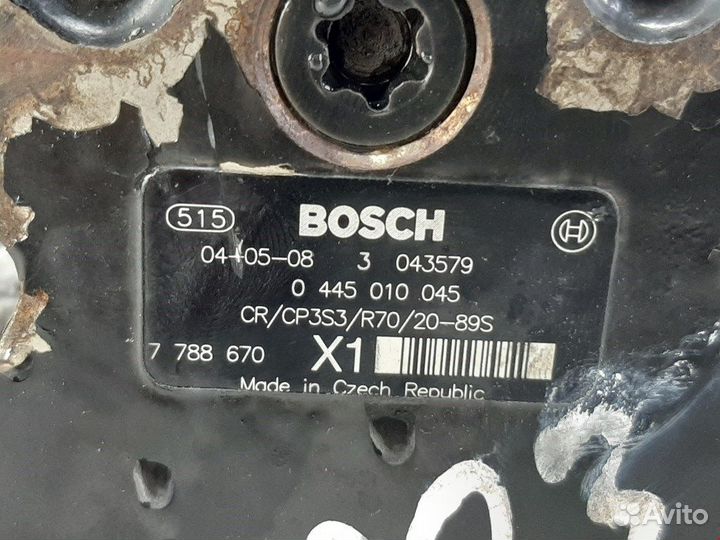 515 BOSCH
04-05-08 3 043579
0 445 010 045
CR/CP3S3/R70/20-89S
7 788 670 X1
Made in Czech Republic
Avito